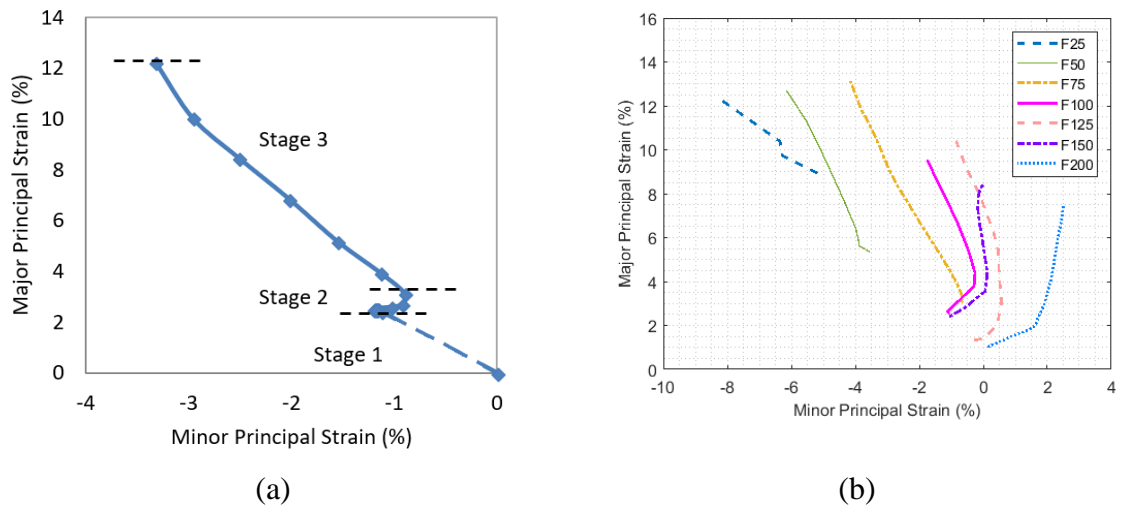 14
12
10
8
6
4
2
0
-4
-3
-2
-1
0
Major Principal Strain (%)
Minor Principal Strain (%)
Stage 3
Stage 2
Stage 1
(a)
16
14
12
10
8
6
4
2
0
-10
-8
-6
-4
-2
0
2
4
Major Principal Strain (%)
Minor Principal Strain (%)
F25
F50
F75
F100
F125
F150
F200
(b)